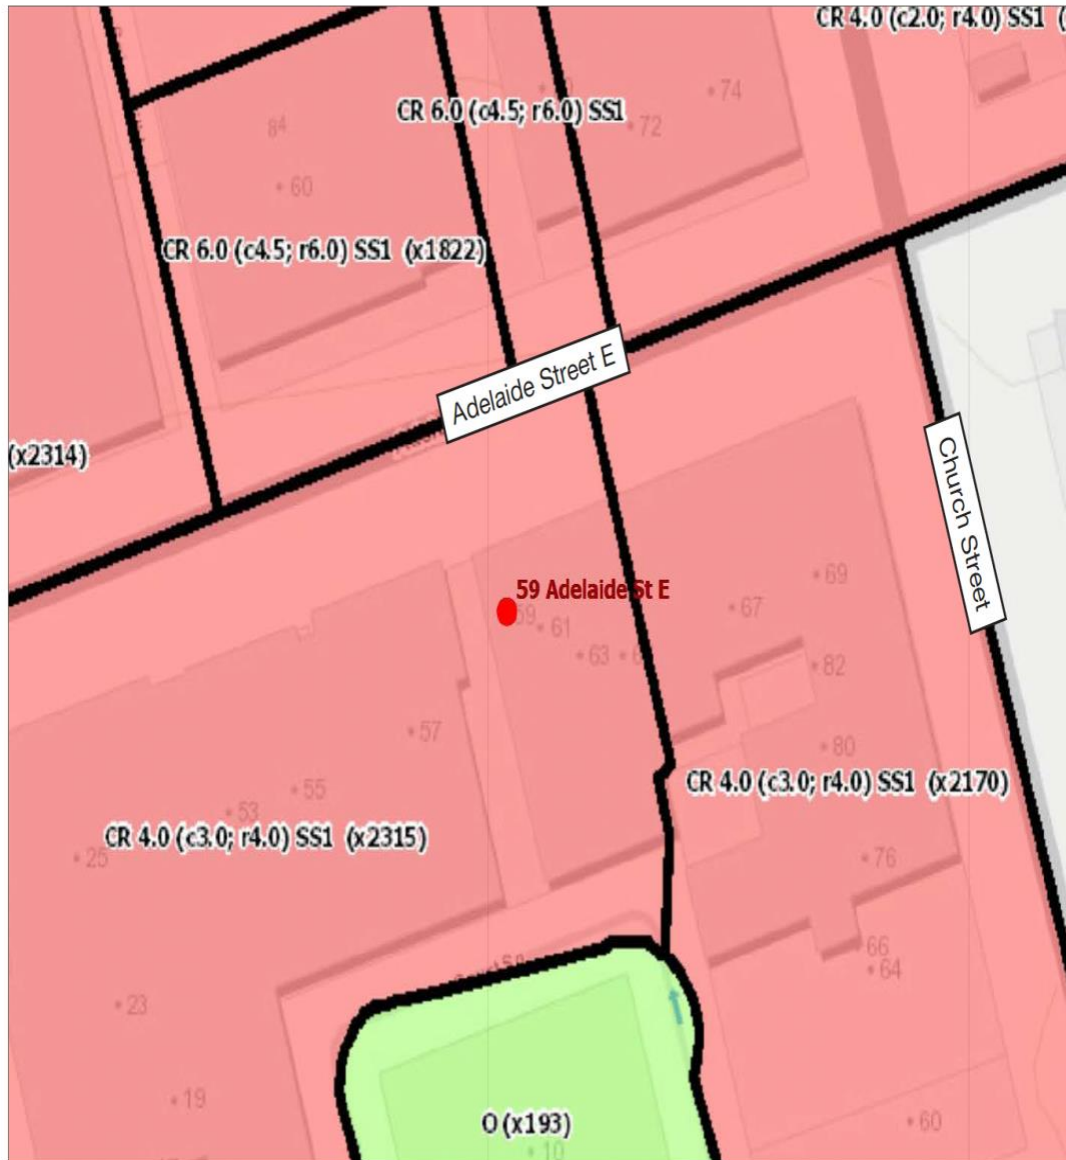 CR 4.0 (c2.0; r4.0) SS1 (
74
CR 6.0 (c4.5; r6.0) SS1
72
84
60
CR 6.0 (c4.5; r6.0) SS1 (x1822)
Adelaide Street E
(x2314)
Church Street
69
59 Adelaide St E
59
67
61
63
82
57
80
CR 4.0 (c3.0; r4.0) SS1 (x2170)
55
53
CR 4.0 (c3.0; r4.0) SS1 (x2315)
25
76
66
64
23
19
O (x193)
60
10